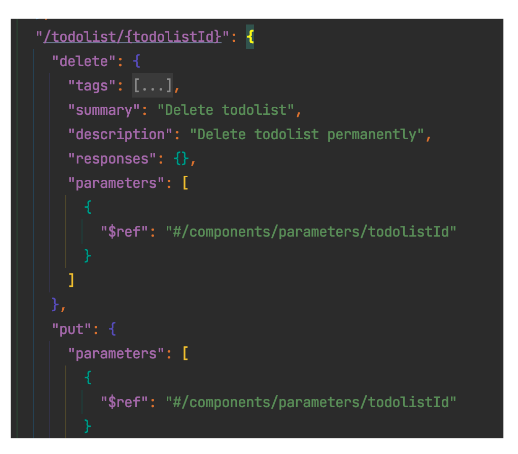 "/todolist/{todolistId}": {
"delete": {
"tags": [...],
"summary": "Delete todolist",
"description": "Delete todolist permanently",
"responses": {},
"parameters": [
{
"$ref": "#/components/parameters/todolistId"
}
]
},
"put": {
"parameters": [
{
"$ref": "#/components/parameters/todolistId"
}